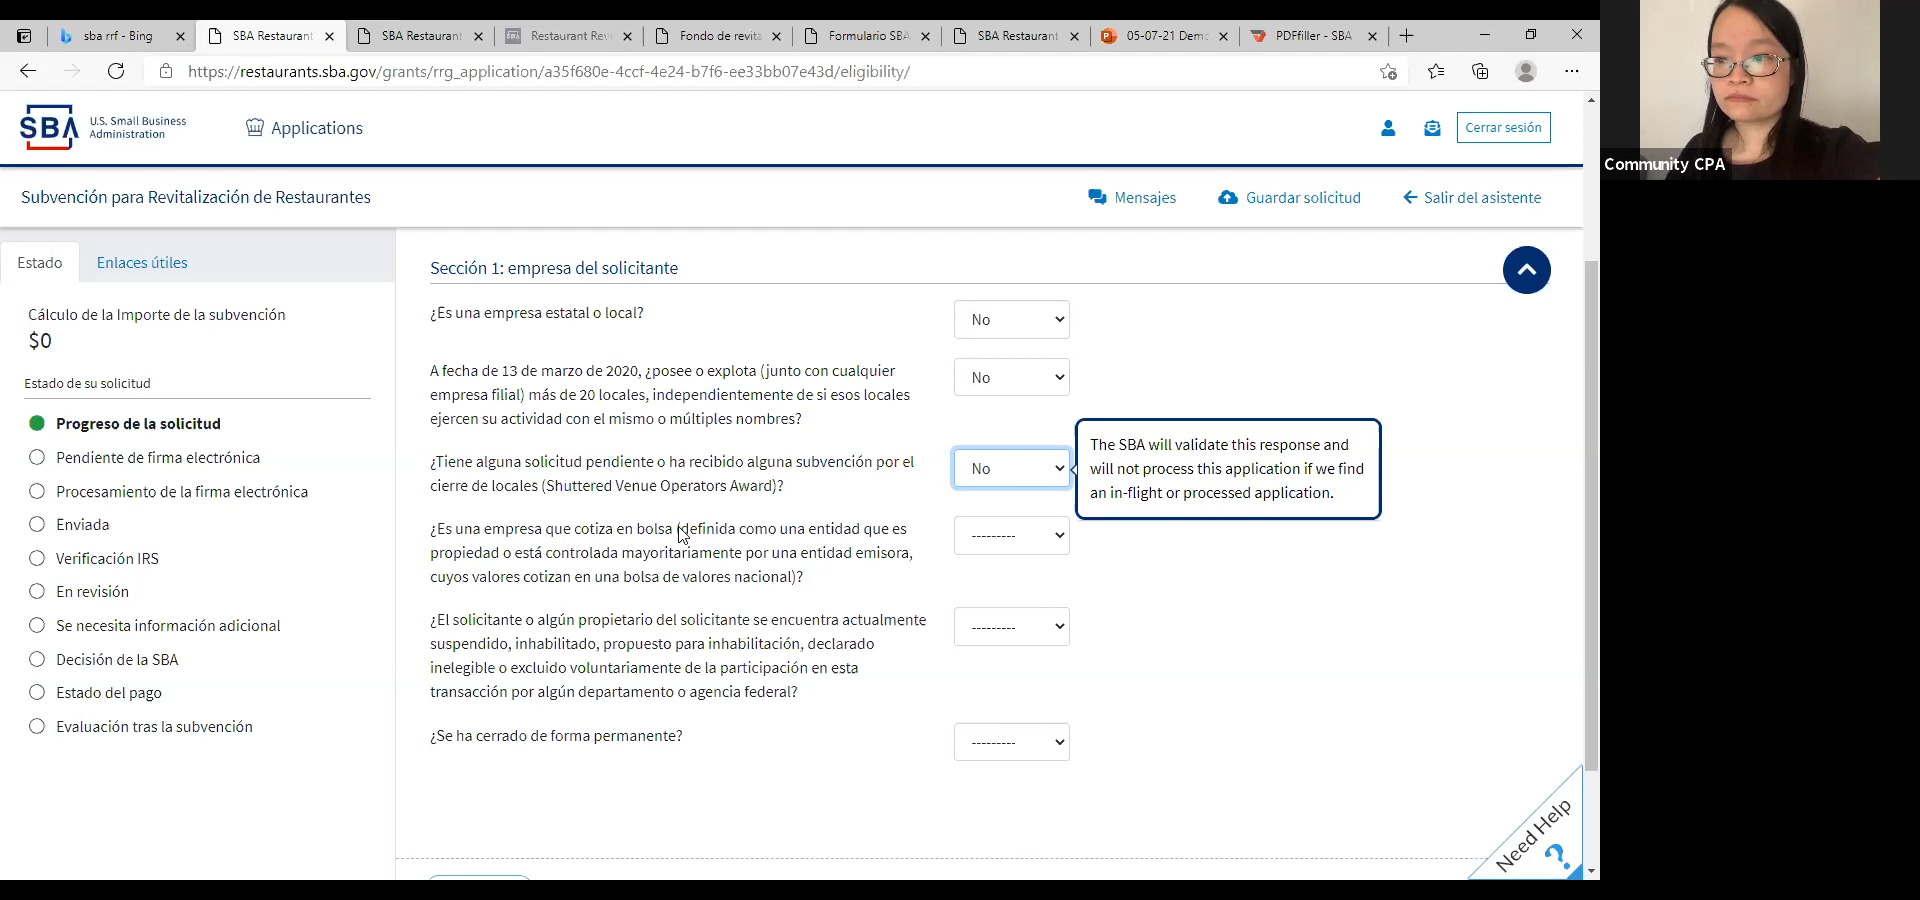 sba rrf - Bing
SBA Restaurant
SBA Restaurant
Restaurant Rev
Fondo de revita
Formulario SBA
SBA Restaurant
05-07-21 Demo
PDFfiller - SBA
https://restaurants.sba.gov/grants/rrg_application/a35f680e-4ccf-4e24-b7f6-ee33bb07e43d/eligibility/
SBA
U.S. Small Business
Administration
Applications
Cerrar sesión
Community CPA
Subvención para Revitalización de Restaurantes
Mensajes
Guardar solicitud
Salir del asistente
Estado
Enlaces útiles
Cálculo de la Importe de la subvención
$0
Estado de su solicitud
Progreso de la solicitud
Pendiente de firma electrónica
Procesamiento de la firma electrónica
Enviada
Verificación IRS
En revisión
Se necesita información adicional
Decisión de la SBA
Estado del pago
Evaluación tras la subvención
Sección 1: empresa del solicitante
¿Es una empresa estatal o local?
No
A fecha de 13 de marzo de 2020, ¿posee o explota (junto con cualquier
empresa filial) más de 20 locales, independientemente de si esos locales
ejercen su actividad con el mismo o múltiples nombres?
No
¿Tiene alguna solicitud pendiente o ha recibido alguna subvención por el
cierre de locales (Shuttered Venue Operators Award)?
No
The SBA will validate this response and
will not process this application if we find
an in-flight or processed application.
¿Es una empresa que cotiza en bolsa (definida como una entidad que es
propiedad o está controlada mayoritariamente por una entidad emisora,
cuyos valores cotizan en una bolsa de valores nacional)?
---------
¿El solicitante o algún propietario del solicitante se encuentra actualmente
suspendido, inhabilitado, propuesto para inhabilitación, declarado
inelegible o excluido voluntariamente de la participación en esta
transacción por algún departamento o agencia federal?
---------
¿Se ha cerrado de forma permanente?
---------
Need Help
?